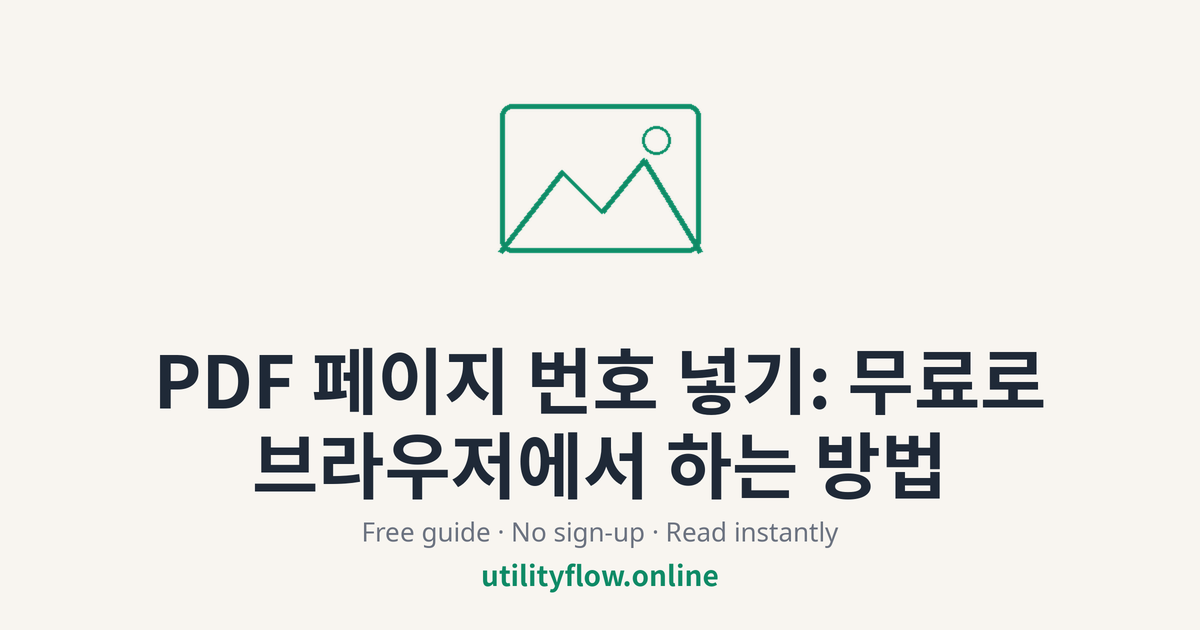 PDF 페이지 번호 넣기: 무료로
브라우저에서 하는 방법
Free guide · No sign-up · Read instantly
utilityflow.online